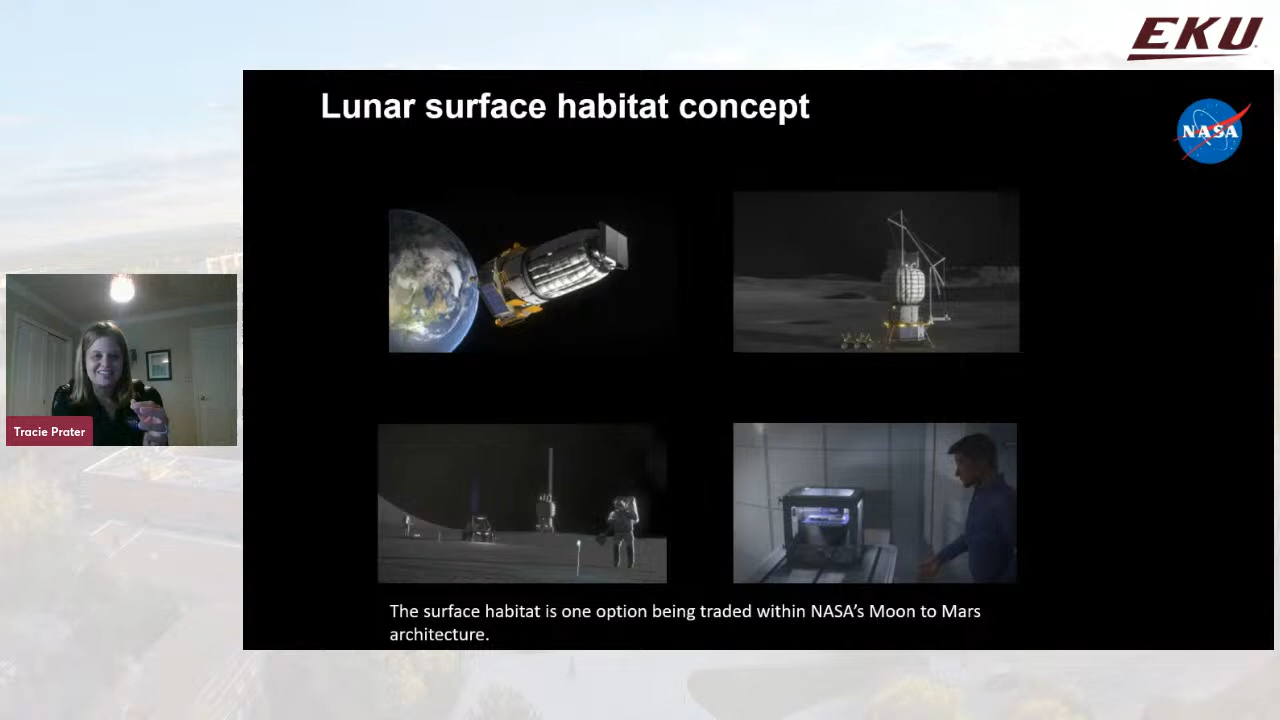 EKU
Lunar surface habitat concept
NASA
Tracie Prater
The surface habitat is one option being traded within NASA's Moon to Mars
architecture.